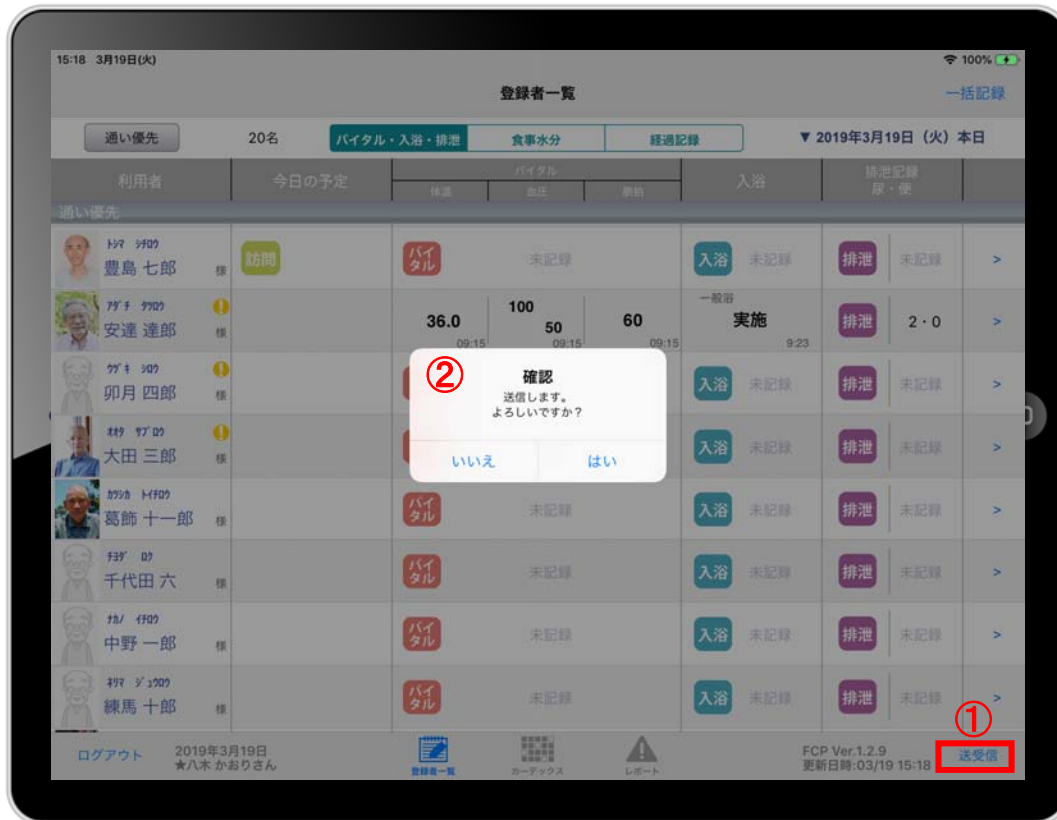 15:18 3月19日(火) 100%
登録者一覧 一括記録
通い優先 20名 バイタル・入浴・排泄 食事水分 経過記録 ▼ 2019年3月19日（火）本日
利用者 今日の予定 バイタル 入浴 排泄記録
体温 血圧 脈拍 尿・便
通い優先
ﾄｼﾏ ｼﾁﾛｳ
豊島 七郎 様 訪問 バイタル 未記録 入浴 未記録 排泄 未記録 >
ｱﾀﾞﾁ ﾀﾂﾛｳ
安達 達郎 様 36.0 09:15 100 50 09:15 60 09:15 一般浴 実施 9:23 排泄 2・0 >
ｳﾂﾞｷ ｼﾛｳ
卯月 四郎 様 入浴 未記録 排泄 未記録 >
ｵｵﾀ ｻﾌﾞﾛｳ
大田 三郎 様 入浴 未記録 排泄 未記録 >
ｶﾂｼｶ ﾄｲﾁﾛｳ
葛飾 十一郎 様 バイタル 未記録 入浴 未記録 排泄 未記録 >
ﾁﾖﾀﾞ ﾛｸ
千代田 六 様 バイタル 未記録 入浴 未記録 排泄 未記録 >
ﾅｶﾉ ｲﾁﾛｳ
中野 一郎 様 バイタル 未記録 入浴 未記録 排泄 未記録 >
ﾈﾘﾏ ｼﾞｭｳﾛｳ
練馬 十郎 様 バイタル 未記録 入浴 未記録 排泄 未記録 >
②
確認
送信します。
よろしいですか？
いいえ はい
①
ログアウト 2019年3月19日
★八木 かおりさん
登録者一覧 カーデックス レポート
FCP Ver.1.2.9
更新日時:03/19 15:18
送受信